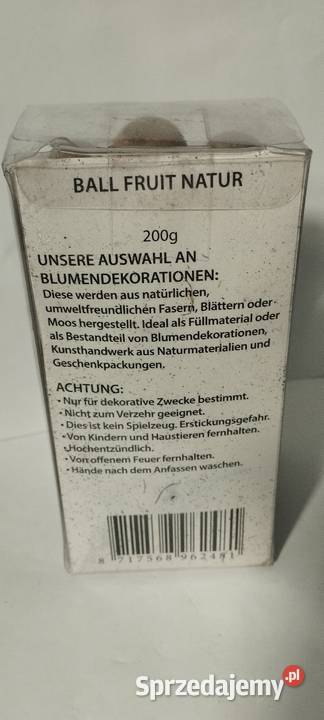 BALL FRUIT NATUR
200g
UNSERE AUSWAHL AN
BLUMENDEKORATIONEN:
Diese werden aus natürlichen,
umweltfreundlichen Fasern, Blättern oder
Moos hergestellt. Ideal als Füllmaterial oder
als Bestandteil von Blumendekorationen,
Kunsthandwerk aus Naturmaterialien und
Geschenkpackungen.
ACHTUNG:
• Nur für dekorative Zwecke bestimmt.
• Nicht zum Verzehr geeignet.
• Dies ist kein Spielzeug. Erstickungsgefahr.
• Von Kindern und Haustieren fernhalten.
• Hochentzündlich.
• Von offenem Feuer fernhalten.
• Hände nach dem Anfassen waschen.
8 717568 962481
Sprzedajemy.pl